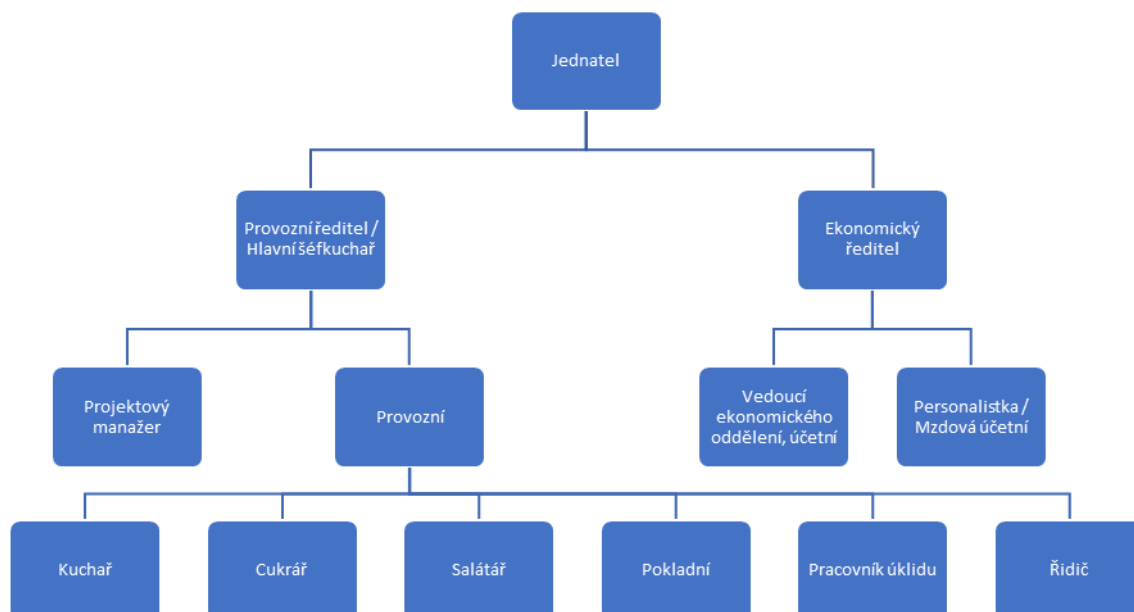 Jednatel
Provozní ředitel /
Hlavní šéfkuchař
Ekonomický
ředitel
Projektový
manažer
Provozní
Vedoucí
ekonomického
oddělení, účetní
Personalistka /
Mzdová účetní
Kuchař
Cukrář
Salátář
Pokladní
Pracovník úklidu
Řidič